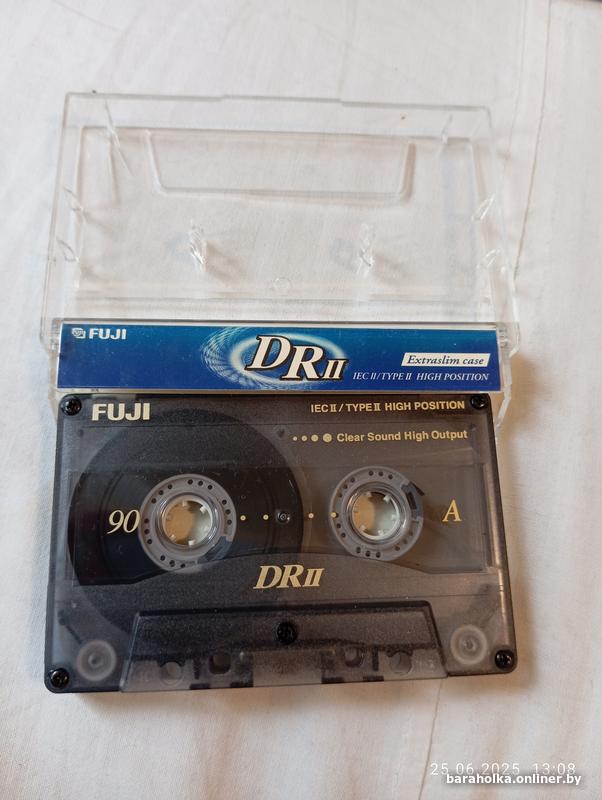 FUJI
DRII
Extraslim case
IEC II/TYPE II HIGH POSITION
FUJI
IEC II / TYPE II HIGH POSITION
Clear Sound High Output
90
A
DRII
25.06.2025 13:08
baraholka.onliner.by